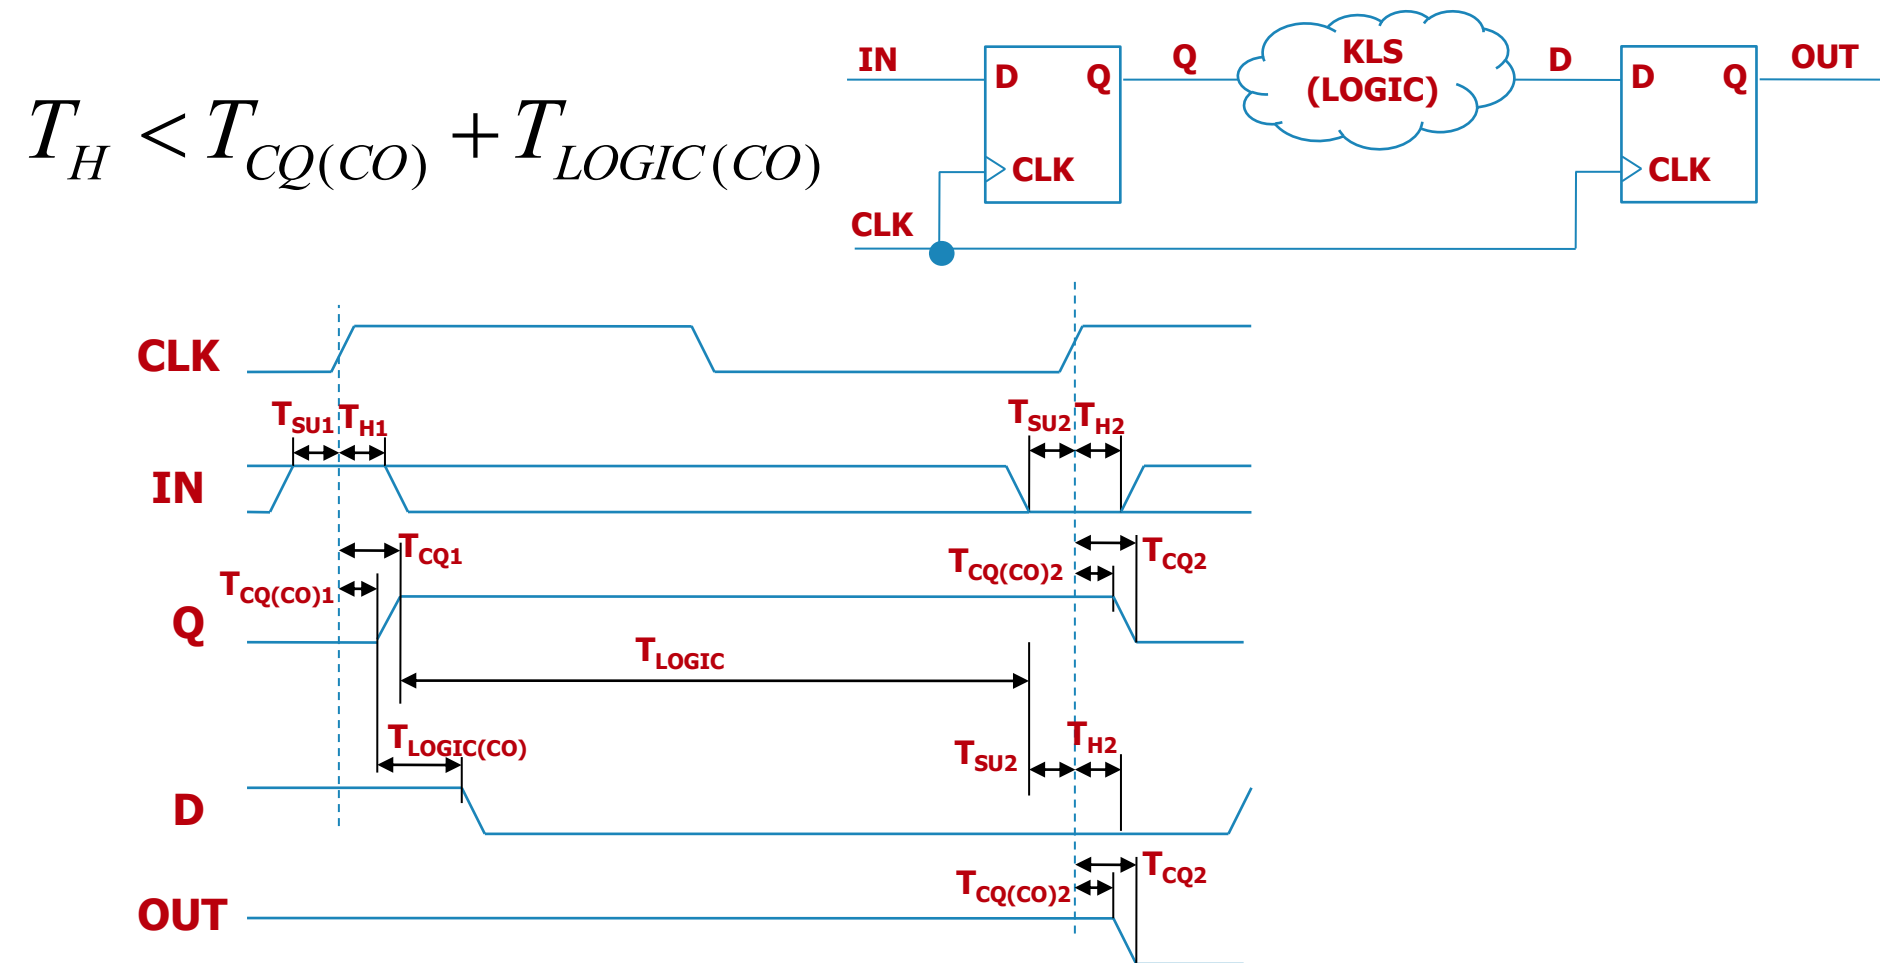 T_H < T_CQ(CO) + T_LOGIC(CO)
IN
D Q
CLK
Q
KLS
(LOGIC)
D
D Q
CLK
OUT
CLK
CLK
T_SU1 T_H1
T_SU2 T_H2
IN
T_CQ1
T_CQ(CO)1
T_CQ(CO)2
T_CQ2
Q
T_LOGIC
T_LOGIC(CO)
T_SU2 T_H2
D
T_CQ2
T_CQ(CO)2
OUT